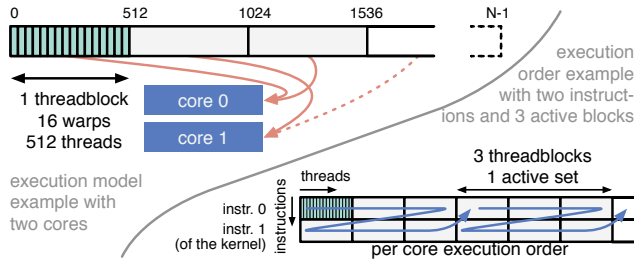 0 512 1024 1536 N-1
execution
order example
with two instruct-
ions and 3 active blocks
1 threadblock
16 warps
512 threads
core 0
core 1
execution model
example with
two cores
3 threadblocks
1 active set
threads
instructions
instr. 0
instr. 1
(of the kernel)
per core execution order